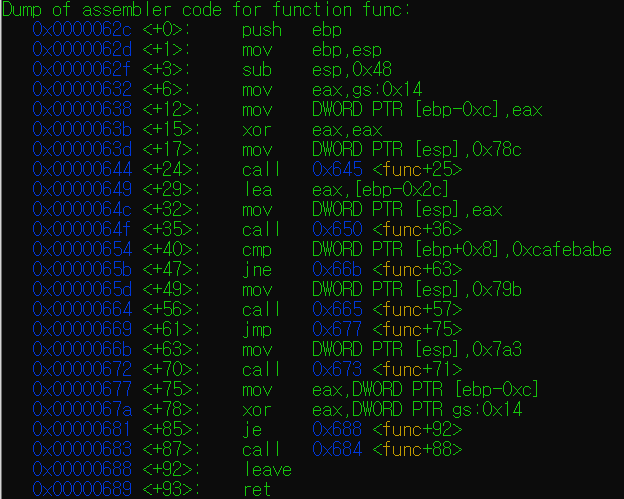 Dump of assembler code for function func:
0x0000062c <+0>: push ebp
0x0000062d <+1>: mov ebp,esp
0x0000062f <+3>: sub esp,0x48
0x00000632 <+6>: mov eax,gs:0x14
0x00000638 <+12>: mov DWORD PTR [ebp-0xc],eax
0x0000063b <+15>: xor eax,eax
0x0000063d <+17>: mov DWORD PTR [esp],0x78c
0x00000644 <+24>: call 0x645 <func+25>
0x00000649 <+29>: lea eax,[ebp-0x2c]
0x0000064c <+32>: mov DWORD PTR [esp],eax
0x0000064f <+35>: call 0x650 <func+36>
0x00000654 <+40>: cmp DWORD PTR [ebp+0x8],0xcafebabe
0x0000065b <+47>: jne 0x66b <func+63>
0x0000065d <+49>: mov DWORD PTR [esp],0x79b
0x00000664 <+56>: call 0x665 <func+57>
0x00000669 <+61>: jmp 0x677 <func+75>
0x0000066b <+63>: mov DWORD PTR [esp],0x7a3
0x00000672 <+70>: call 0x673 <func+71>
0x00000677 <+75>: mov eax,DWORD PTR [ebp-0xc]
0x0000067a <+78>: xor eax,DWORD PTR gs:0x14
0x00000681 <+85>: je 0x688 <func+92>
0x00000683 <+87>: call 0x684 <func+88>
0x00000688 <+92>: leave
0x00000689 <+93>: ret